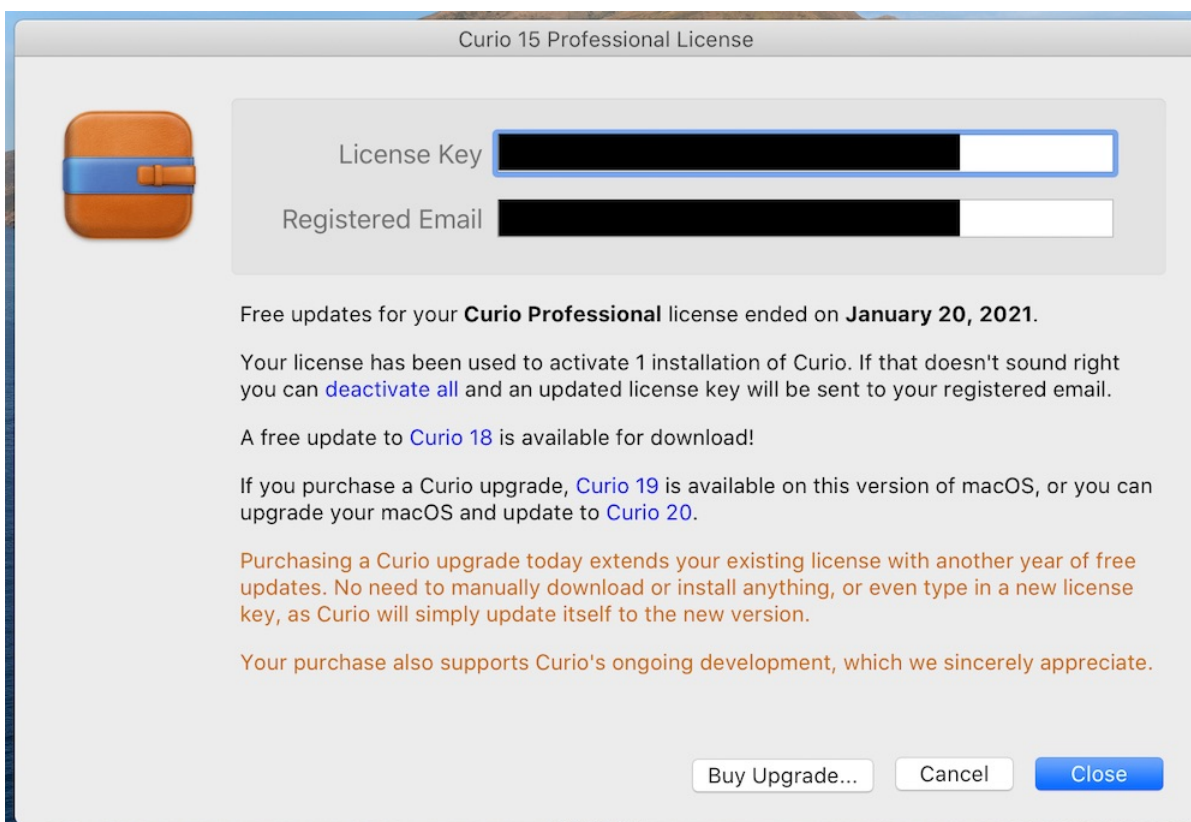 Curio 15 Professional License
License Key
Registered Email
Free updates for your Curio Professional license ended on January 20, 2021.
Your license has been used to activate 1 installation of Curio. If that doesn't sound right
you can deactivate all and an updated license key will be sent to your registered email.
A free update to Curio 18 is available for download!
If you purchase a Curio upgrade, Curio 19 is available on this version of macOS, or you can
upgrade your macOS and update to Curio 20.
Purchasing a Curio upgrade today extends your existing license with another year of free
updates. No need to manually download or install anything, or even type in a new license
key, as Curio will simply update itself to the new version.
Your purchase also supports Curio's ongoing development, which we sincerely appreciate.
Buy Upgrade... Cancel Close